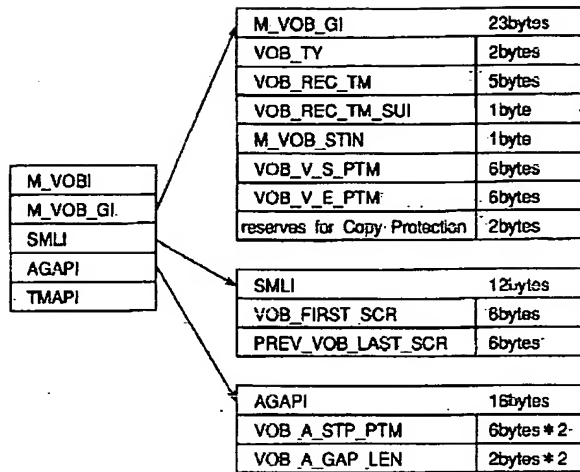 M_VOB_GI 23bytes
VOB_TY 2bytes
VOB_REC_TM 5bytes
VOB_REC_TM_SUI 1byte
M_VOB_STIN 1byte
VOB_V_S_PTM 6bytes
VOB_V_E_PTM 6bytes
reserves for Copy Protection 2bytes
M_VOBI
M_VOB_GI
SMLI
AGAPI
TMAPI
SMLI 12bytes
VOB_FIRST_SCR 6bytes
PREV_VOB_LAST_SCR 6bytes
AGAPI 16bytes
VOB_A_STP_PTM 6bytes*2
VOB_A_GAP_LEN 2bytes*2